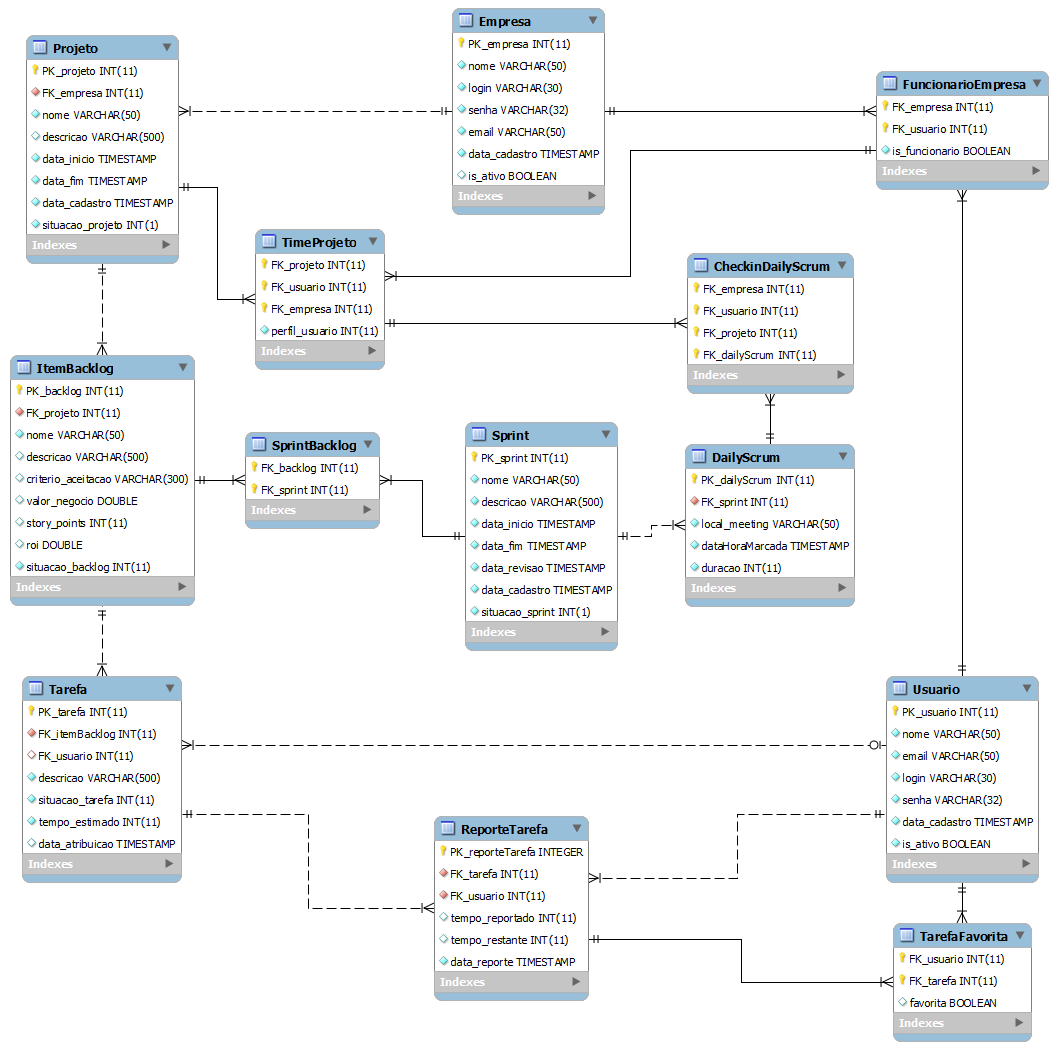 Projeto
PK_projeto INT(11)
FK_empresa INT(11)
nome VARCHAR(50)
descricao VARCHAR(500)
data_inicio TIMESTAMP
data_fim TIMESTAMP
data_cadastro TIMESTAMP
situacao_projeto INT(1)
Indexes
Empresa
PK_empresa INT(11)
nome VARCHAR(50)
login VARCHAR(30)
senha VARCHAR(32)
email VARCHAR(50)
data_cadastro TIMESTAMP
is_ativo BOOLEAN
Indexes
FuncionarioEmpresa
FK_empresa INT(11)
FK_usuario INT(11)
is_funcionario BOOLEAN
Indexes
TimeProjeto
FK_projeto INT(11)
FK_usuario INT(11)
FK_empresa INT(11)
perfil_usuario INT(11)
Indexes
CheckinDailyScrum
FK_empresa INT(11)
FK_usuario INT(11)
FK_projeto INT(11)
FK_dailyScrum INT(11)
Indexes
ItemBacklog
PK_backlog INT(11)
FK_projeto INT(11)
nome VARCHAR(50)
descricao VARCHAR(500)
criterio_aceitacao VARCHAR(300)
valor_negocio DOUBLE
story_points INT(11)
roi DOUBLE
situacao_backlog INT(11)
Indexes
SprintBacklog
FK_backlog INT(11)
FK_sprint INT(11)
Indexes
Sprint
PK_sprint INT(11)
nome VARCHAR(50)
descricao VARCHAR(500)
data_inicio TIMESTAMP
data_fim TIMESTAMP
data_revisao TIMESTAMP
data_cadastro TIMESTAMP
situacao_sprint INT(1)
Indexes
DailyScrum
PK_dailyScrum INT(11)
FK_sprint INT(11)
local_meeting VARCHAR(50)
dataHoraMarcada TIMESTAMP
duracao INT(11)
Indexes
Tarefa
PK_tarefa INT(11)
FK_itemBacklog INT(11)
FK_usuario INT(11)
descricao VARCHAR(500)
situacao_tarefa INT(11)
tempo_estimado INT(11)
data_atribuicao TIMESTAMP
Indexes
Usuario
PK_usuario INT(11)
nome VARCHAR(50)
email VARCHAR(50)
login VARCHAR(30)
senha VARCHAR(32)
data_cadastro TIMESTAMP
is_ativo BOOLEAN
Indexes
ReporteTarefa
PK_reporteTarefa INTEGER
FK_tarefa INT(11)
FK_usuario INT(11)
tempo_reportado INT(11)
tempo_restante INT(11)
data_reporte TIMESTAMP
Indexes
TarefaFavorita
FK_usuario INT(11)
FK_tarefa INT(11)
favorita BOOLEAN
Indexes